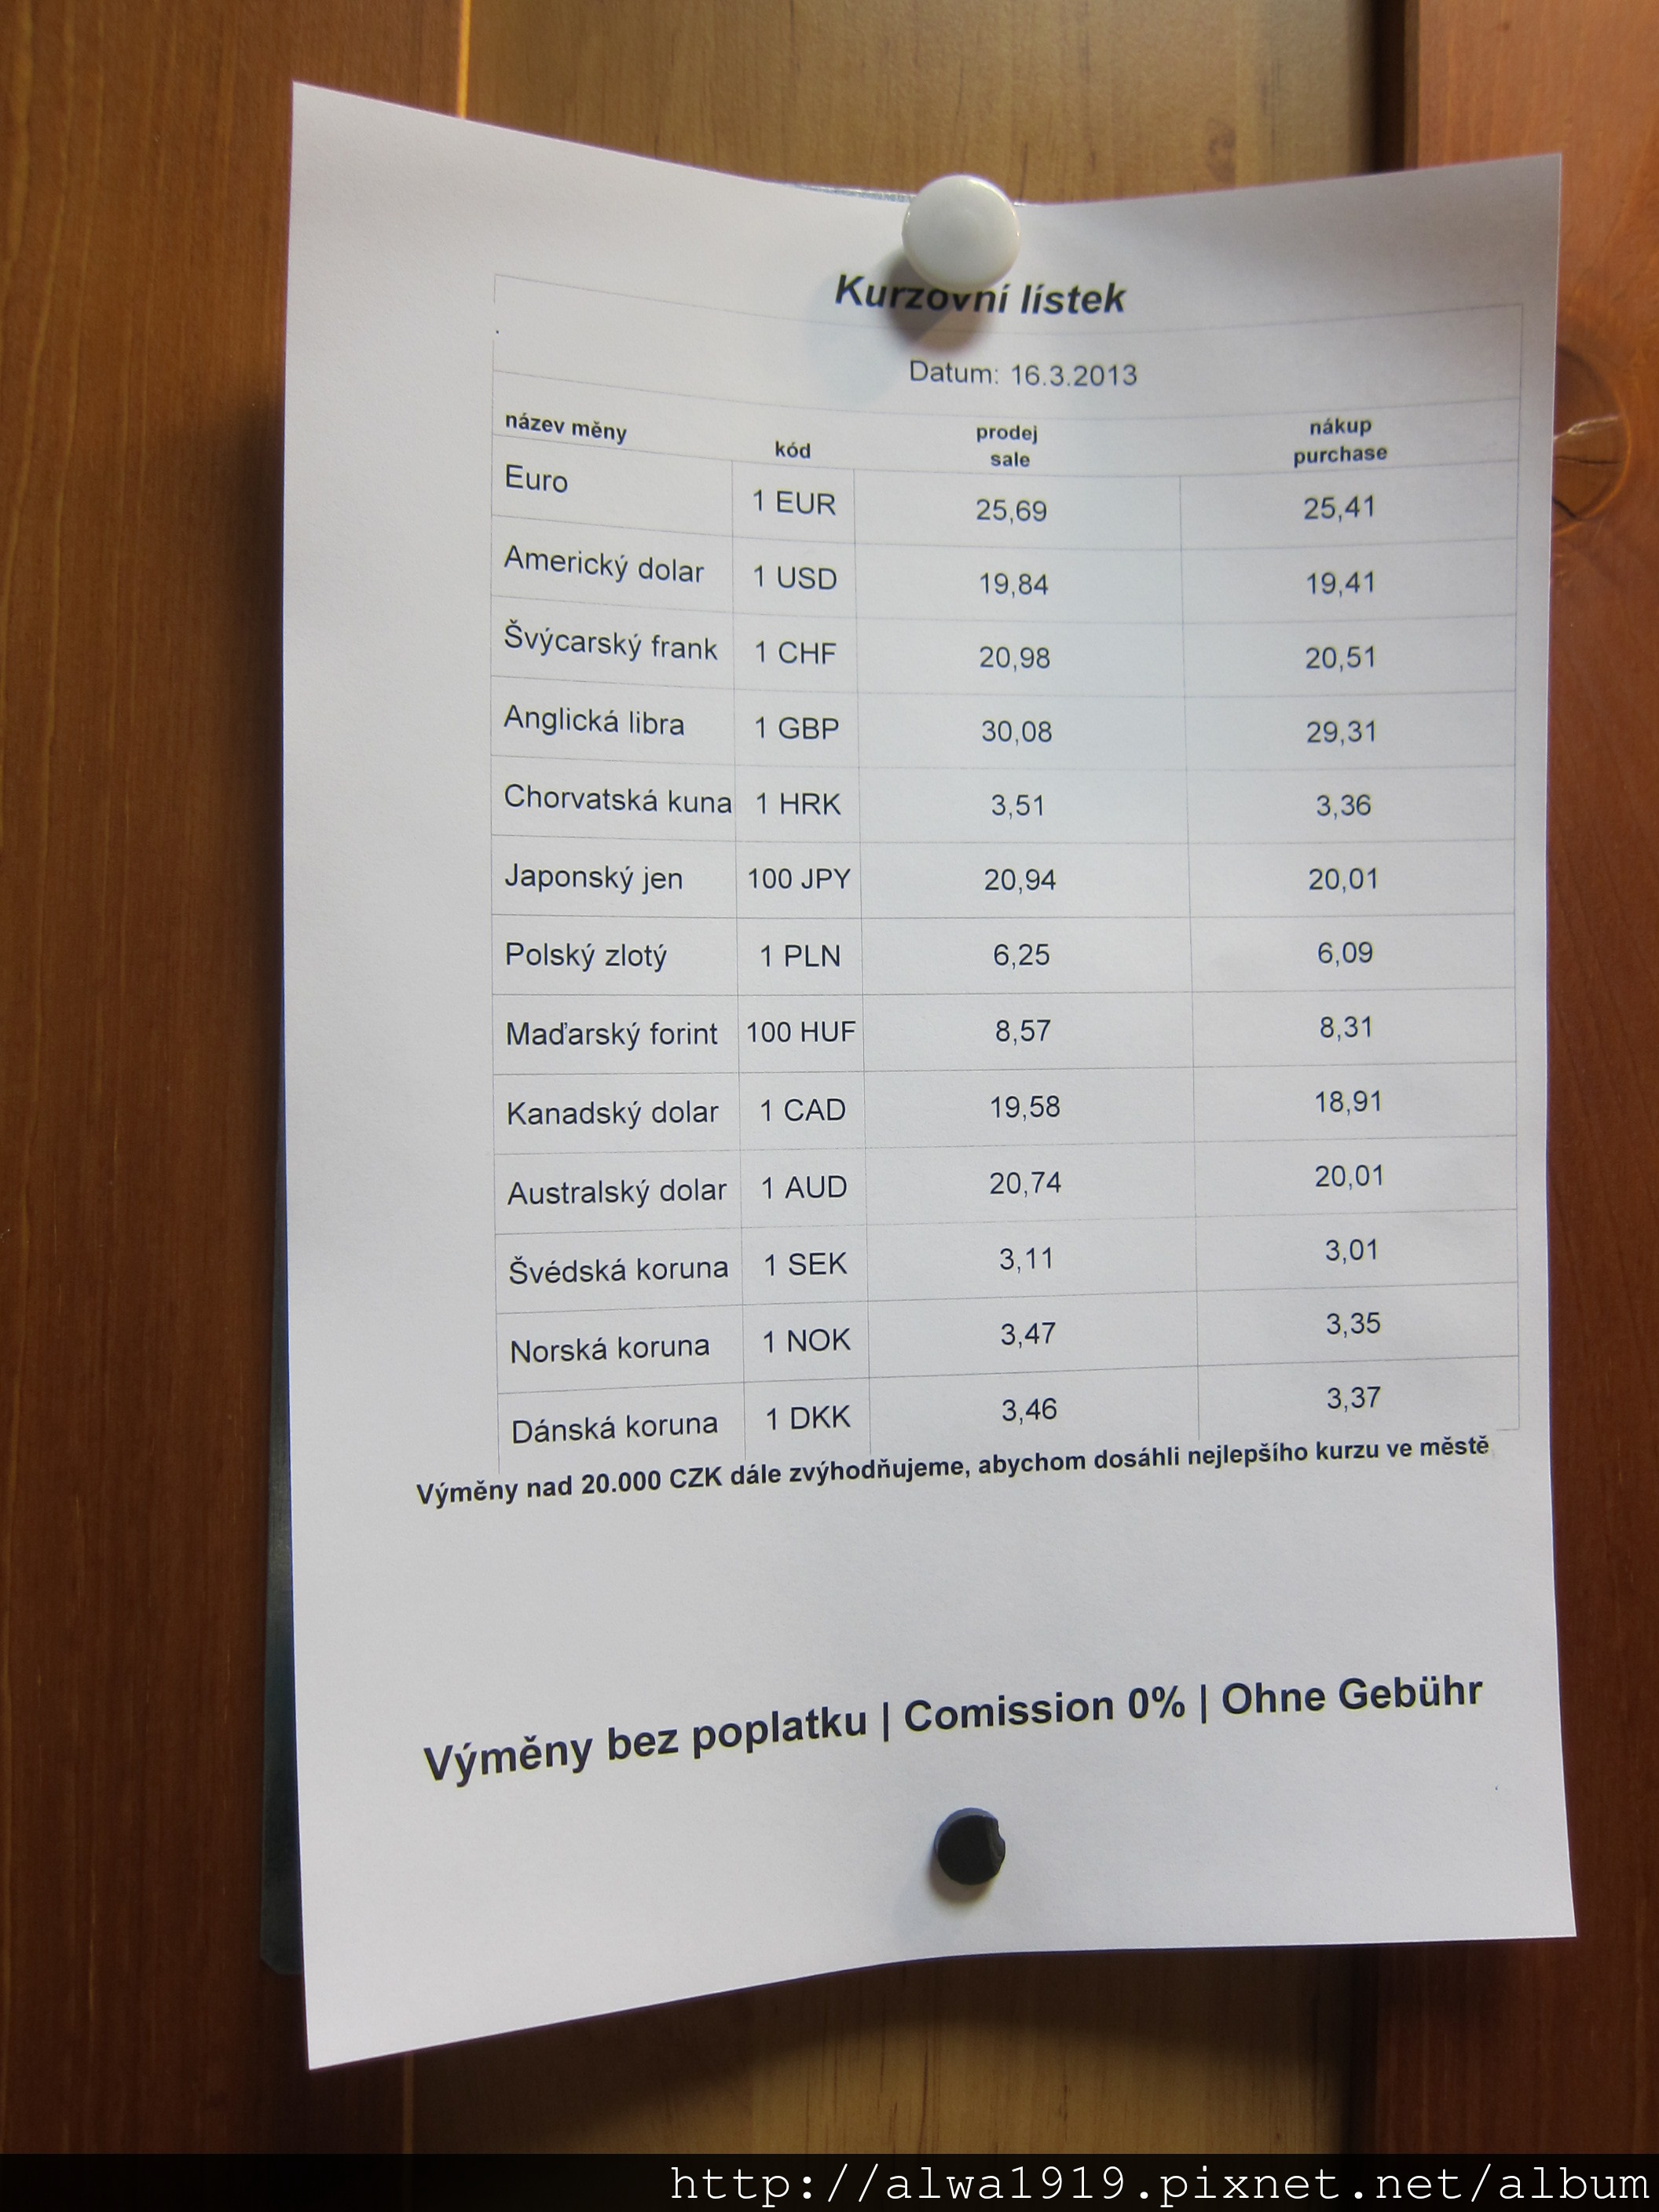 Kurzovní lístek
Datum: 16.3.2013
název měny kód prodej nákup
sale purchase
Euro 1 EUR 25,69 25,41
Americký dolar 1 USD 19,84 19,41
Švýcarský frank 1 CHF 20,98 20,51
Anglická libra 1 GBP 30,08 29,31
Chorvatská kuna 1 HRK 3,51 3,36
Japonský jen 100 JPY 20,94 20,01
Polský zlotý 1 PLN 6,25 6,09
Maďarský forint 100 HUF 8,57 8,31
Kanadský dolar 1 CAD 19,58 18,91
Australský dolar 1 AUD 20,74 20,01
Švédská koruna 1 SEK 3,11 3,01
Norská koruna 1 NOK 3,47 3,35
Dánská koruna 1 DKK 3,46 3,37
Výměny nad 20.000 CZK dále zvýhodňujeme, abychom dosáhli nejlepšího kurzu ve městě
Výměny bez poplatku | Comission 0% | Ohne Gebühr
http://alwa1919.pixnet.net/album